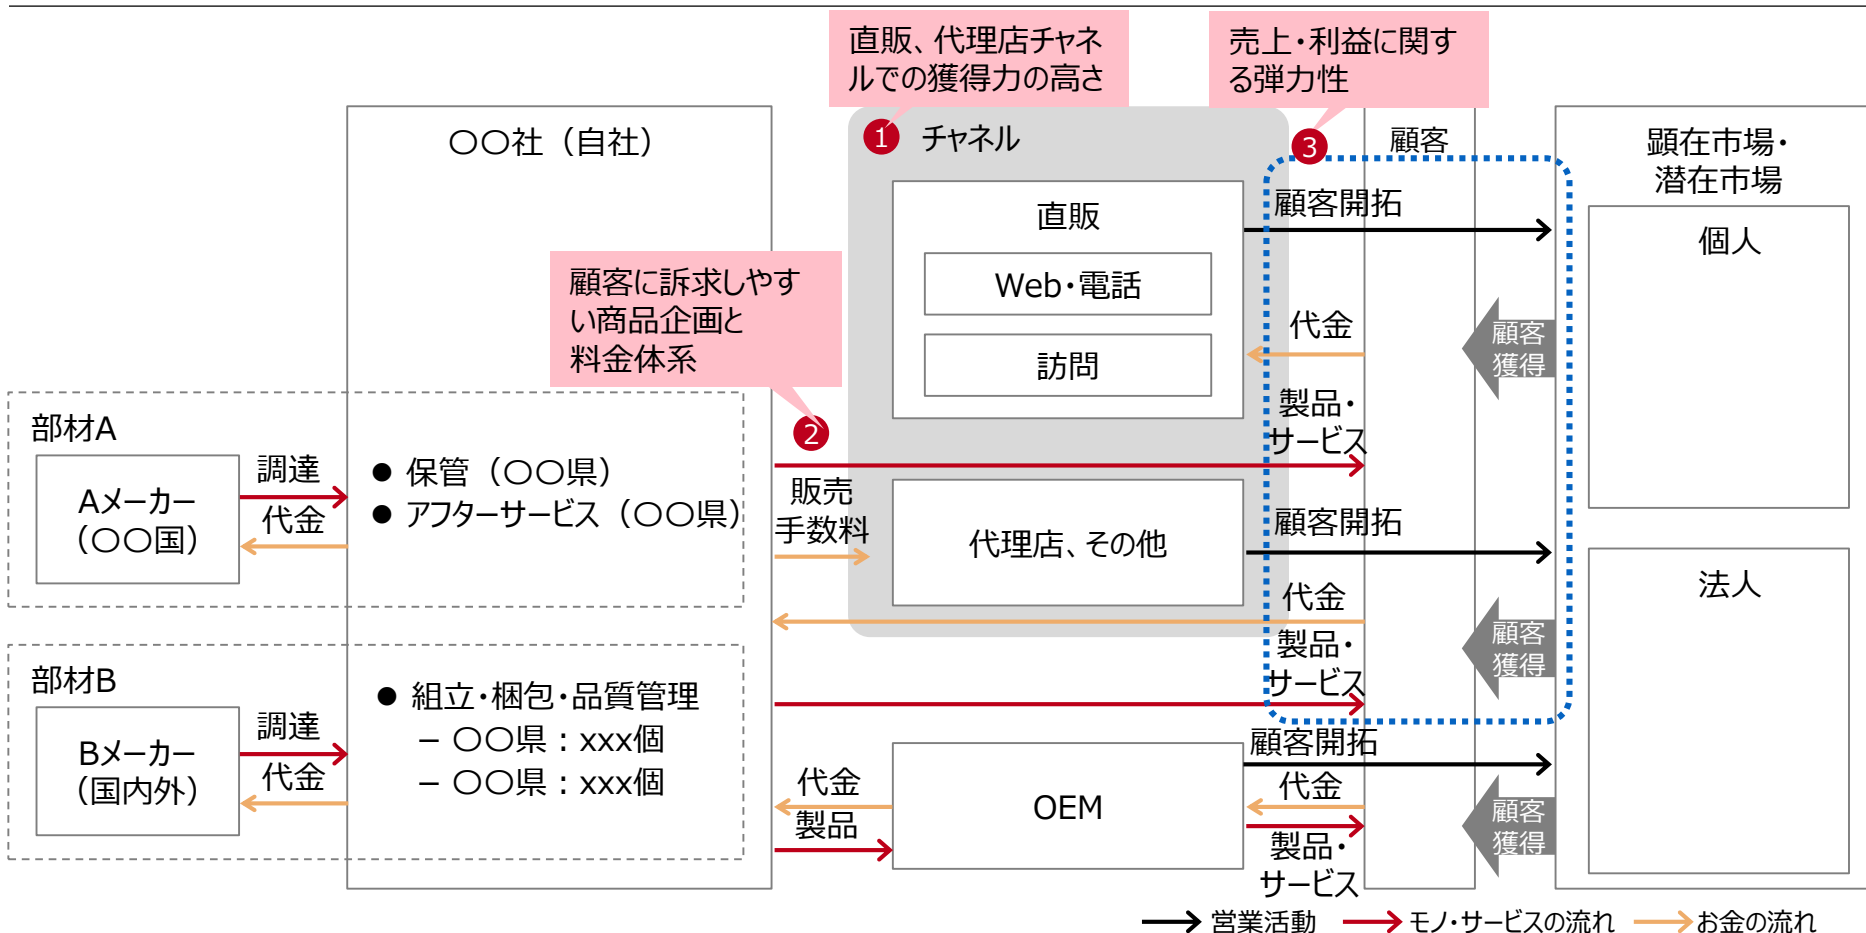 直販、代理店チャネ
ルでの獲得力の高さ
売上・利益に関す
る弾力性
〇〇社（自社）
1
チャネル
3
顧客
顕在市場・
潜在市場
直販
Web・電話
訪問
顧客開拓
代金
製品・
サービス
顧客
獲得
個人
顧客に訴求しやす
い商品企画と
料金体系
2
部材A
Aメーカー
（〇〇国）
調達
代金
● 保管（〇〇県）
● アフターサービス（〇〇県）
販売
手数料
代理店、その他
顧客開拓
代金
製品・
サービス
顧客
獲得
法人
部材B
Bメーカー
（国内外）
調達
代金
● 組立・梱包・品質管理
– 〇〇県：xxx個
– 〇〇県：xxx個
代金
製品
OEM
顧客開拓
代金
製品・
サービス
顧客
獲得
営業活動
モノ・サービスの流れ
お金の流れ